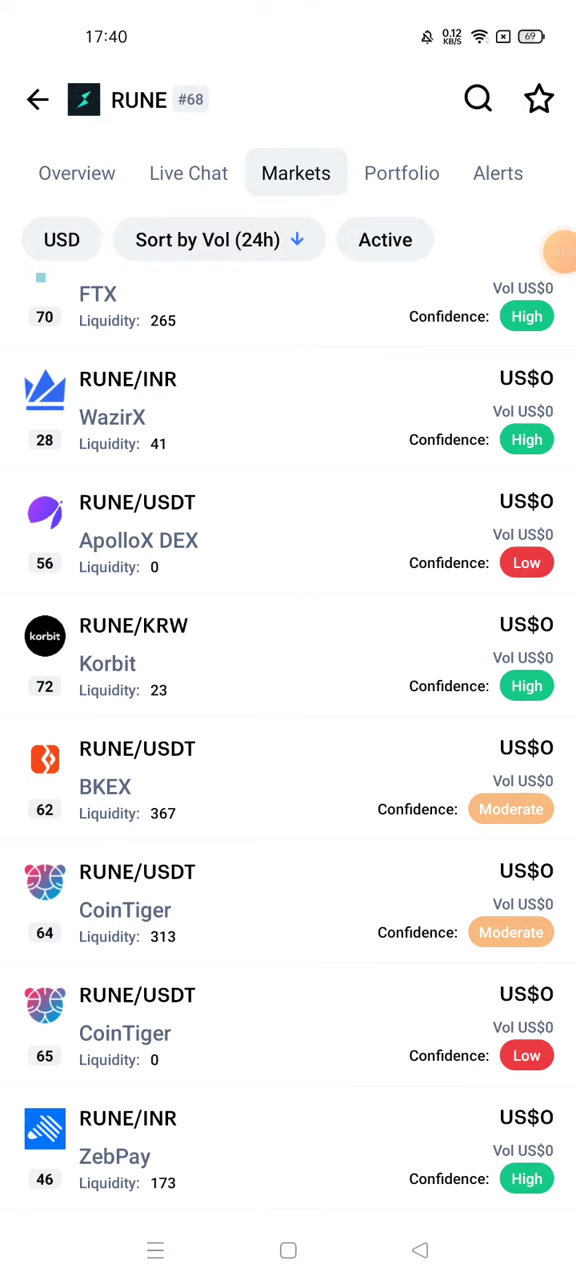 17:40
0.12
KB/S
69
RUNE #68
Overview Live Chat Markets Portfolio Alerts
USD Sort by Vol (24h) Active
FTX Vol US$0
70 Liquidity: 265 Confidence: High
RUNE/INR US$0
WazirX Vol US$0
28 Liquidity: 41 Confidence: High
RUNE/USDT US$0
ApolloX DEX Vol US$0
56 Liquidity: 0 Confidence: Low
RUNE/KRW US$0
korbit Korbit Vol US$0
72 Liquidity: 23 Confidence: High
RUNE/USDT US$0
BKEX Vol US$0
62 Liquidity: 367 Confidence: Moderate
RUNE/USDT US$0
CoinTiger Vol US$0
64 Liquidity: 313 Confidence: Moderate
RUNE/USDT US$0
CoinTiger Vol US$0
65 Liquidity: 0 Confidence: Low
RUNE/INR US$0
ZebPay Vol US$0
46 Liquidity: 173 Confidence: High